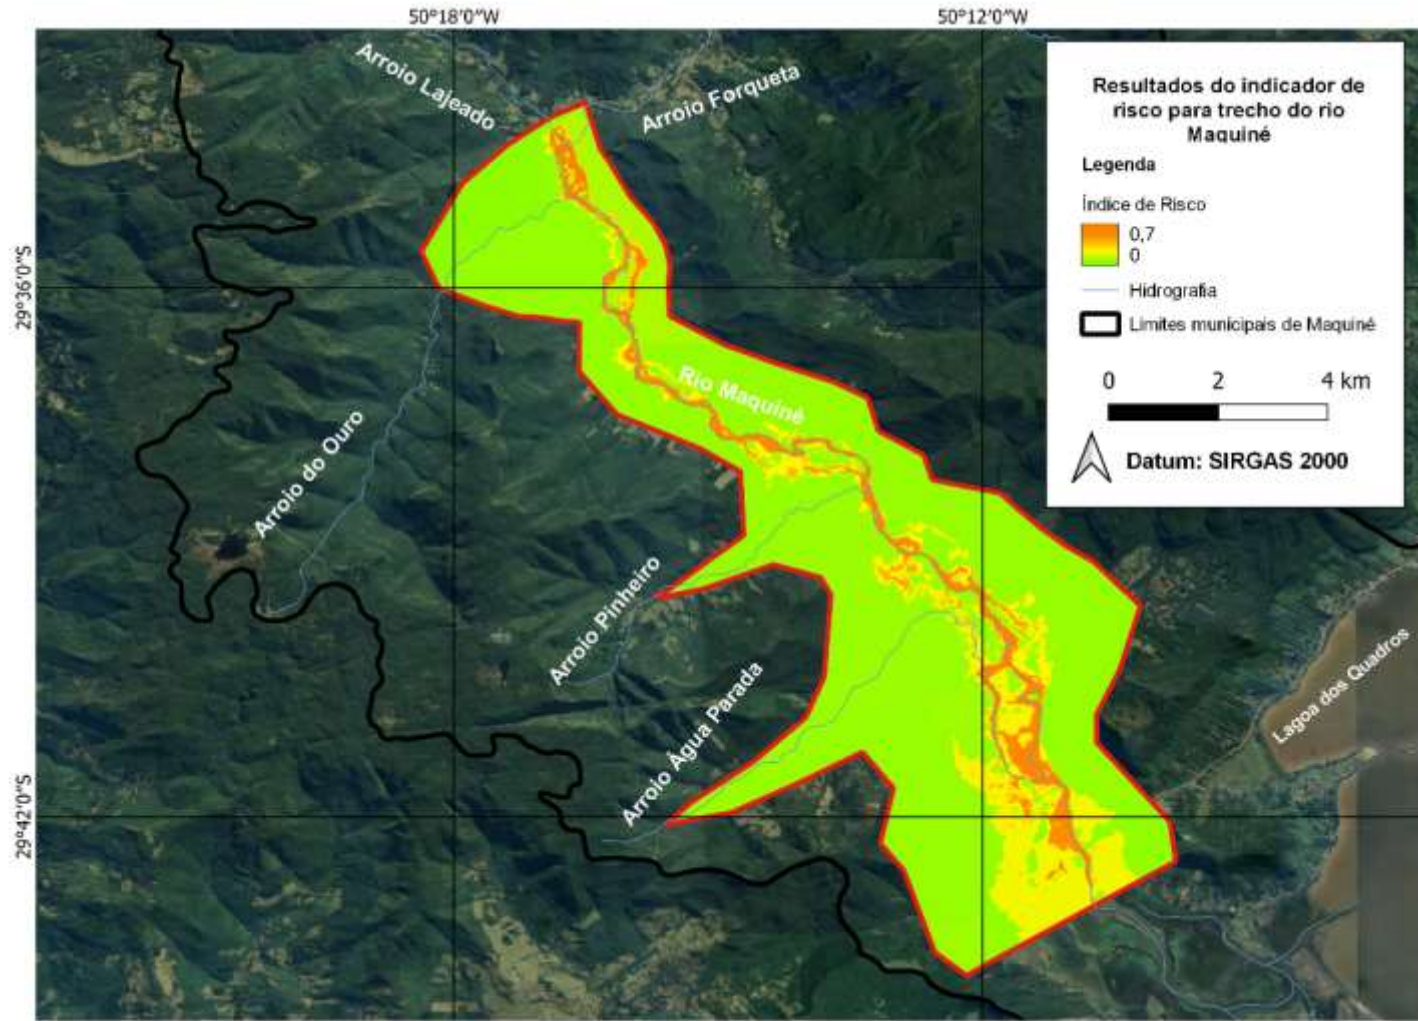 50°18'0"W
50°12'0"W
Arroio Lajeado
Arroio Forqueta
Resultados do indicador de
risco para trecho do rio
Maquiné
Legenda
Índice de Risco
0,7
0
Hidrografia
Limites municipais de Maquiné
0 2 4 km
Datum: SIRGAS 2000
29°36'0"S
Rio Maquiné
Arroio do Ouro
Arroio Pinheiro
Arroio Água Parada
Lagoa dos Quadros
29°42'0"S